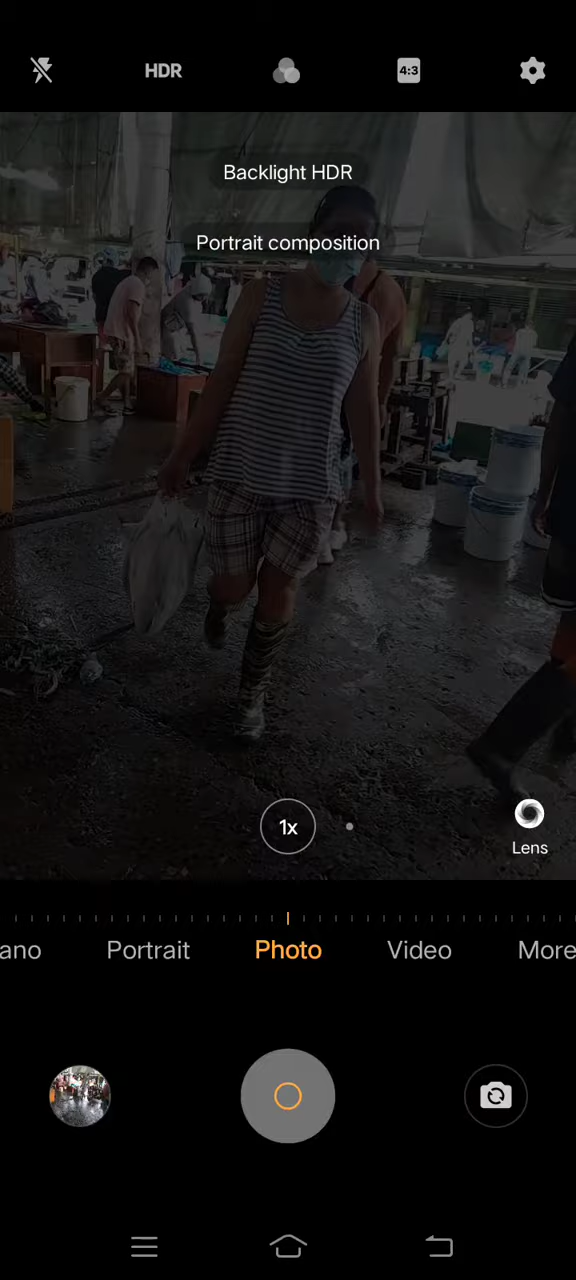 HDR
4:3
Backlight HDR
Portrait composition
1x
Lens
ano Portrait Photo Video More